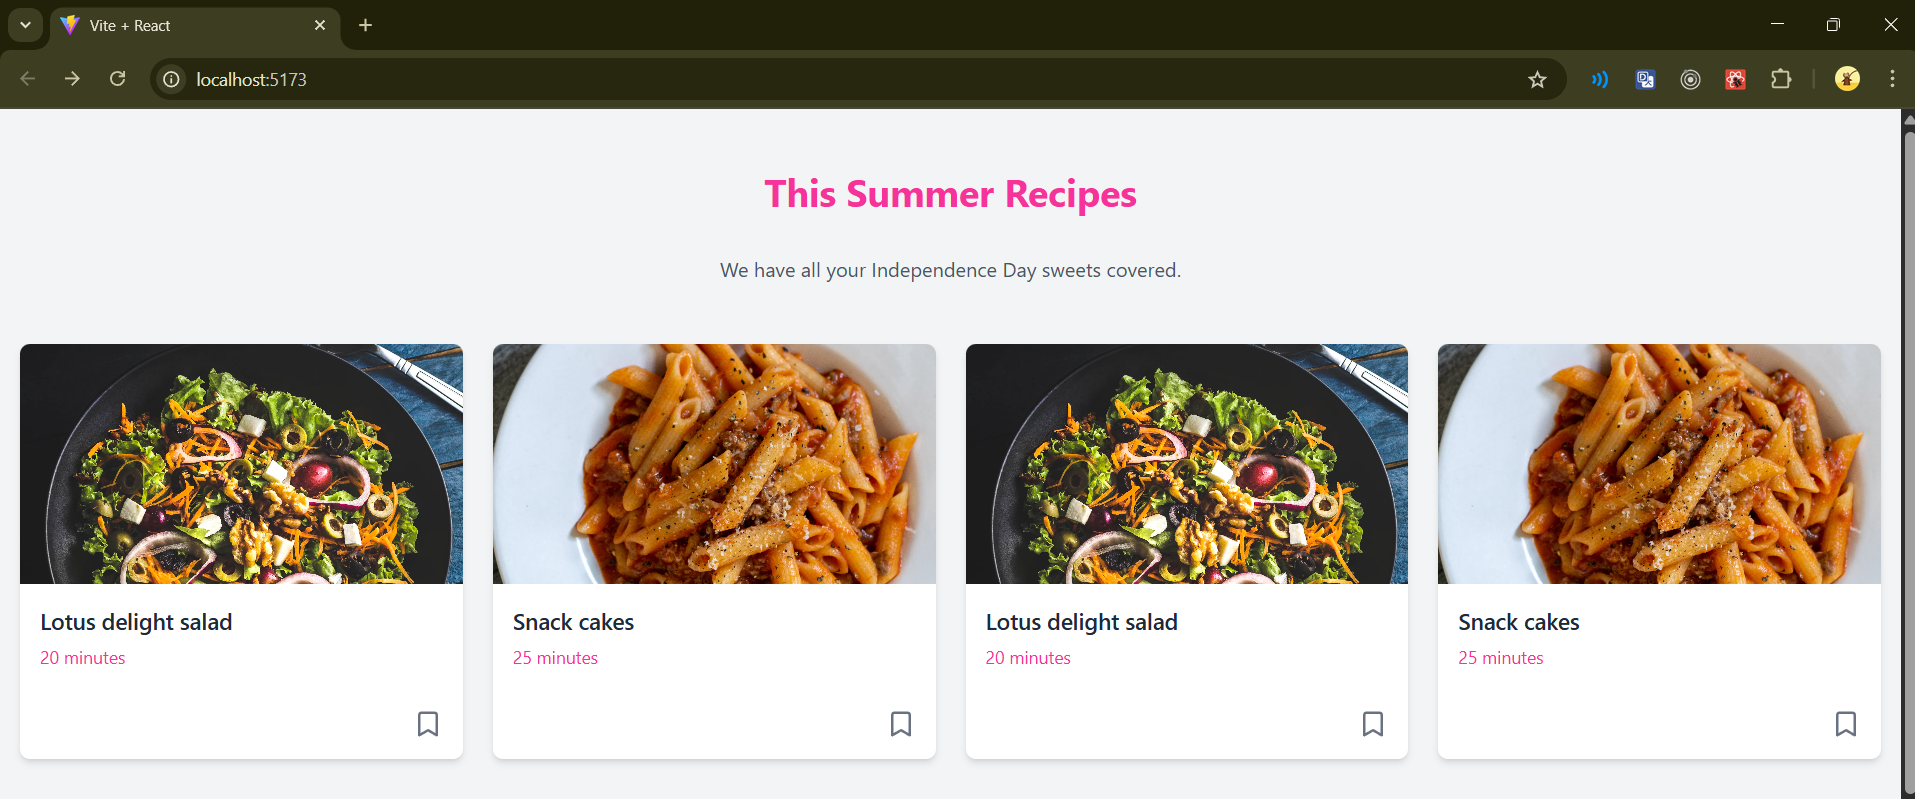 Vite + React
localhost:5173
This Summer Recipes
We have all your Independence Day sweets covered.
Lotus delight salad
20 minutes
Snack cakes
25 minutes
Lotus delight salad
20 minutes
Snack cakes
25 minutes